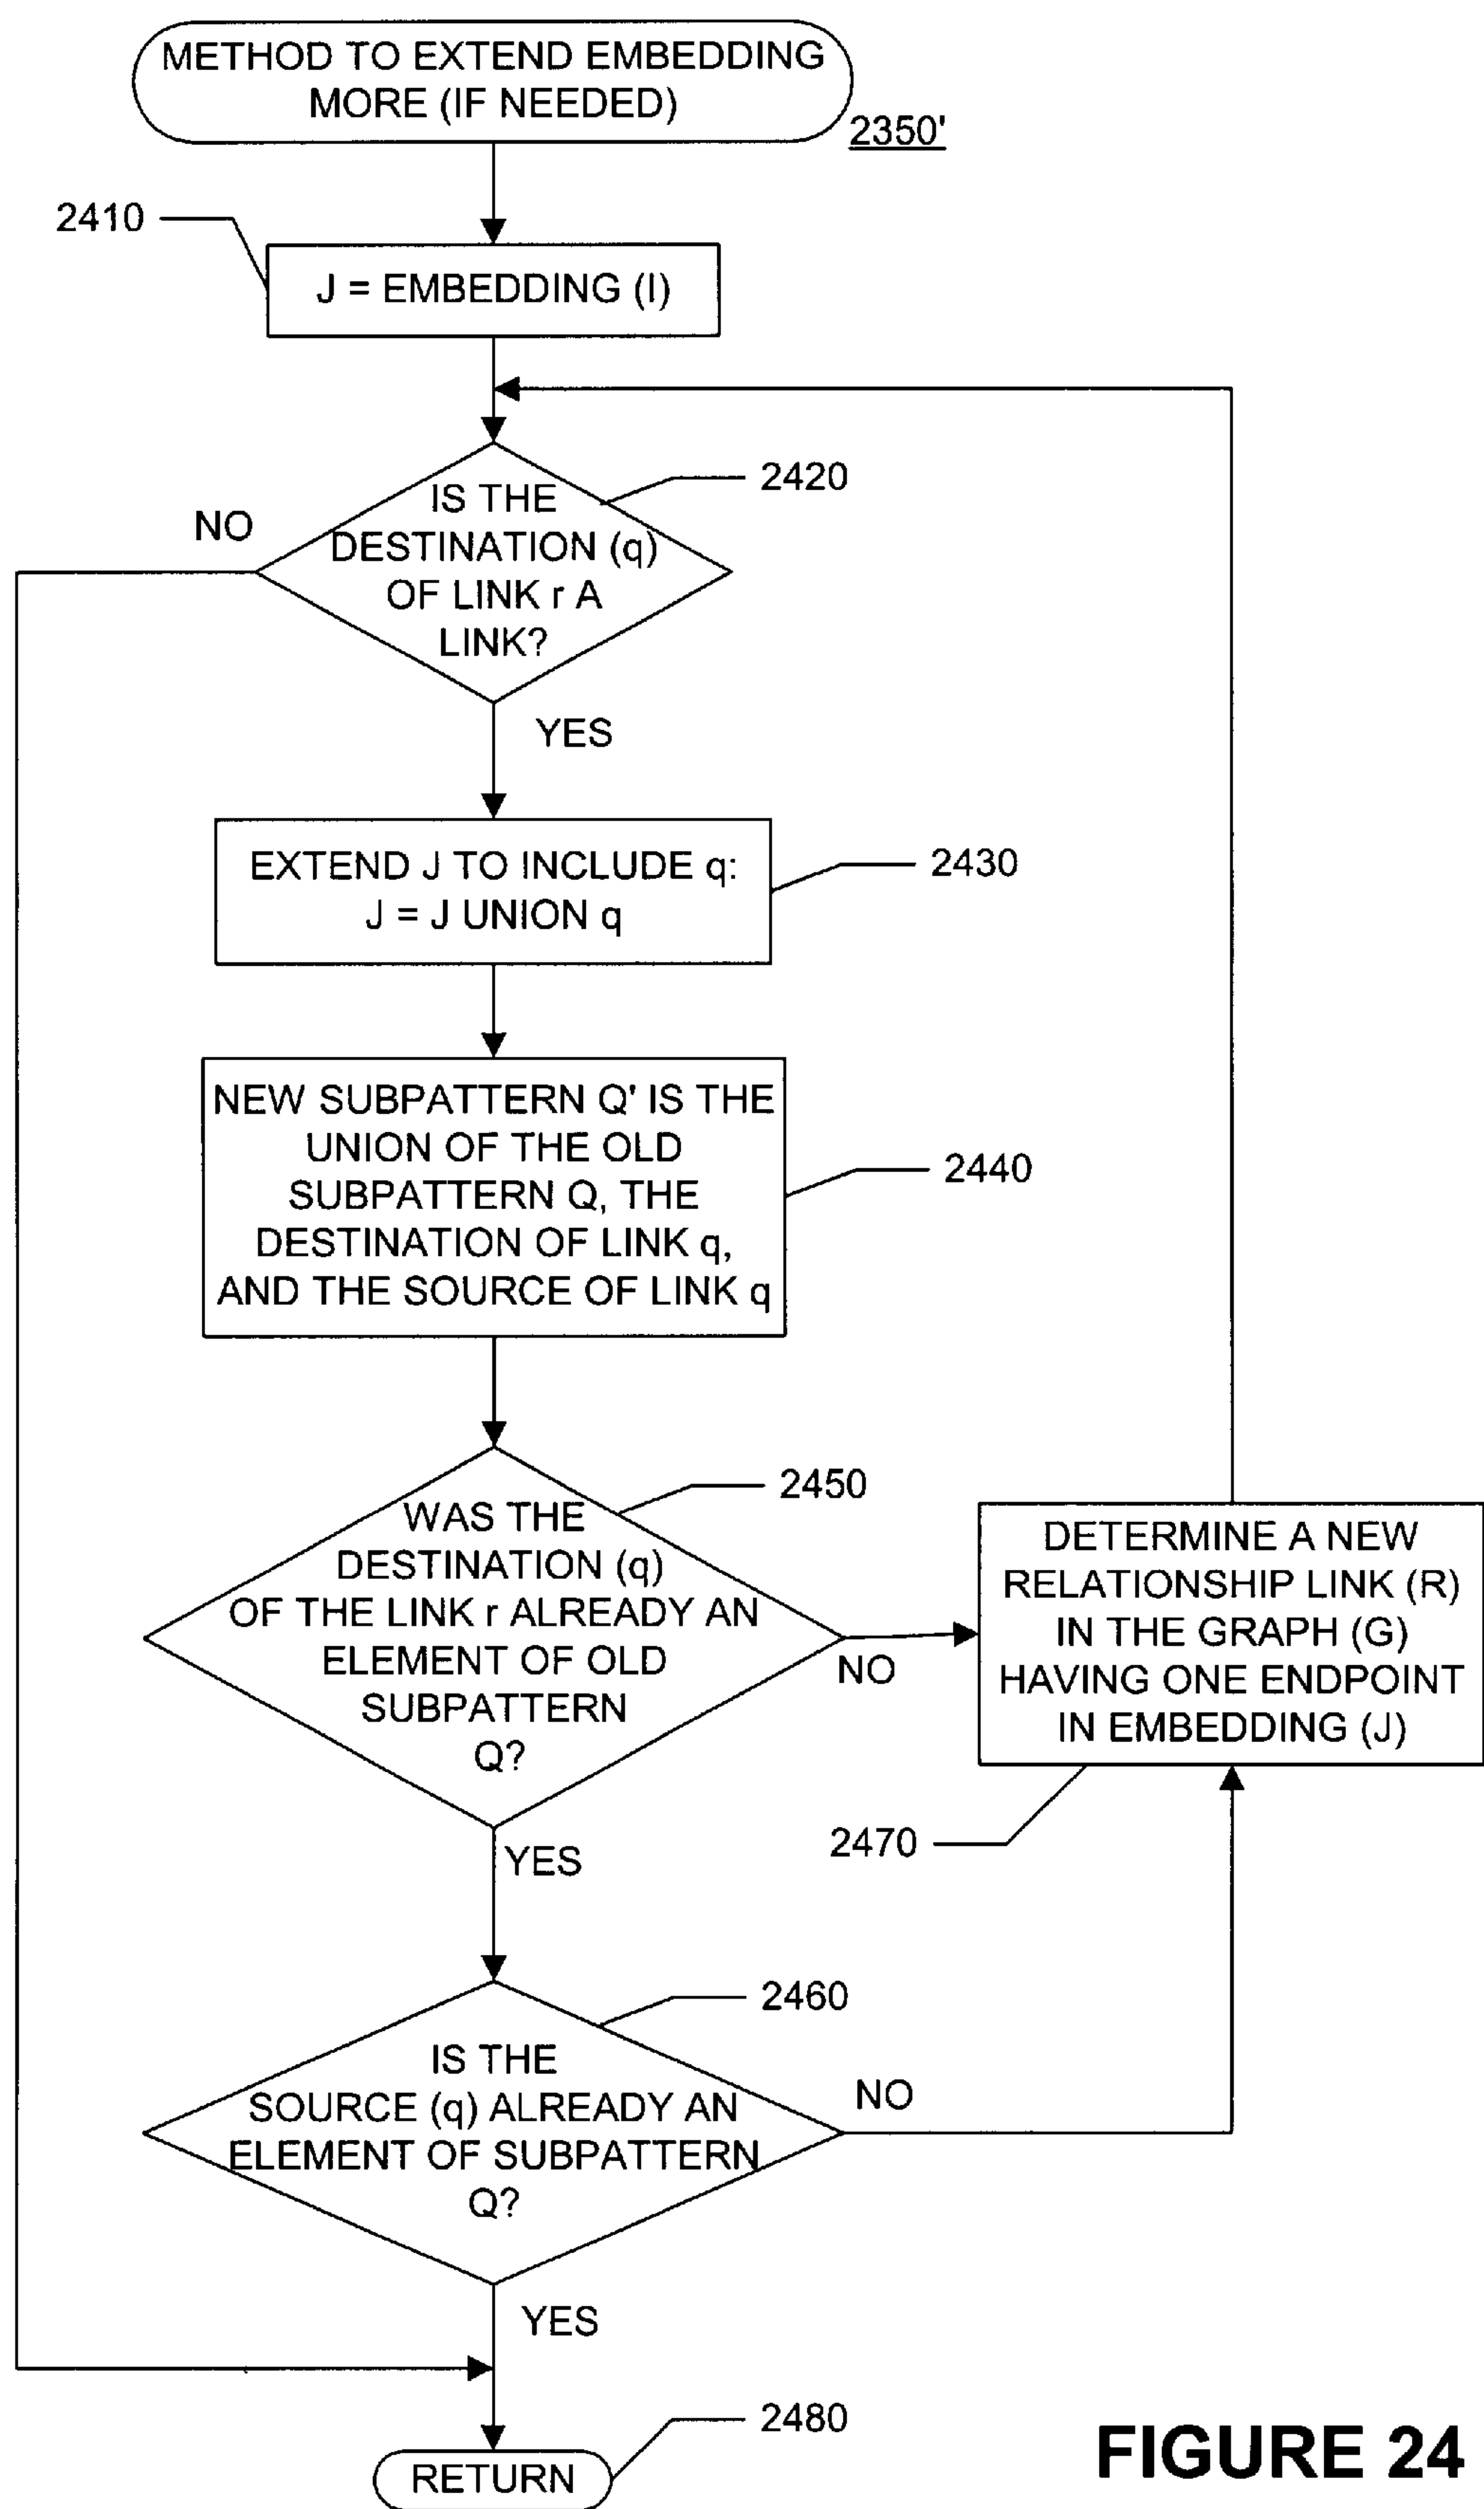 METHOD TO EXTEND EMBEDDING
MORE (IF NEEDED)
2350'
2410
J = EMBEDDING (I)
2420
IS THE
DESTINATION (q)
OF LINK r A
LINK?
NO
YES
EXTEND J TO INCLUDE q:
J = J UNION q
2430
NEW SUBPATTERN Q' IS THE
UNION OF THE OLD
SUBPATTERN Q, THE
DESTINATION OF LINK q,
AND THE SOURCE OF LINK q
2440
2450
WAS THE
DESTINATION (q)
OF THE LINK r ALREADY AN
ELEMENT OF OLD
SUBPATTERN
Q?
NO
DETERMINE A NEW
RELATIONSHIP LINK (R)
IN THE GRAPH (G)
HAVING ONE ENDPOINT
IN EMBEDDING (J)
2470
YES
2460
IS THE
SOURCE (q) ALREADY AN
ELEMENT OF SUBPATTERN
Q?
NO
YES
2480
RETURN
FIGURE 24